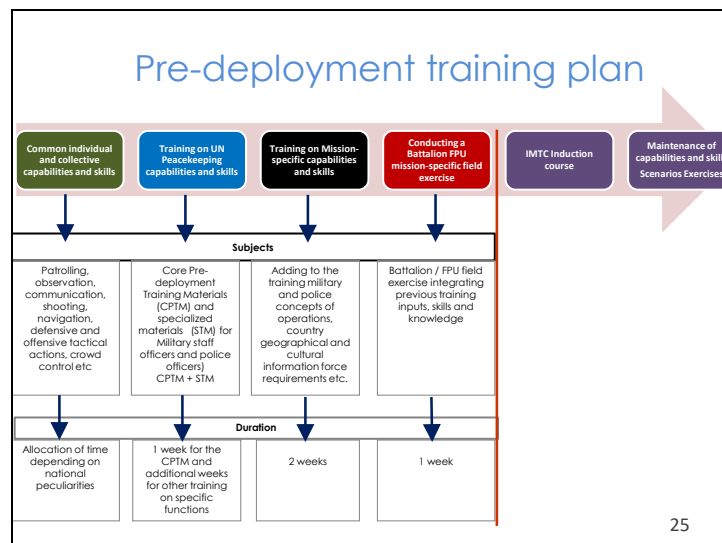 Pre-deployment training plan
Common individual
and collective
capabilities and skills
Training on UN
Peacekeeping
capabilities and skills
Training on Mission-
specific capabilities
and skills
Conducting a
Battalion FPU
mission-specific field
exercise
IMTC Induction
course
Maintenance of
capabilities and skill
Scenarios Exercises
Subjects
Patrolling,
observation,
communication,
shooting,
navigation,
defensive and
offensive tactical
actions, crowd
control etc
Core Pre-
deployment
Training Materials
(CPTM) and
specialized
materials (STM) for
Military staff
officers and police
officers)
CPTM + STM
Adding to the
training military
and police
concepts of
operations,
country
geographical and
cultural
information force
requirements etc.
Battalion / FPU field
exercise integrating
previous training
inputs, skills and
knowledge
Duration
Allocation of time
depending on
national
peculiarities
1 week for the
CPTM and
additional weeks
for other training
on specific
functions
2 weeks
1 week
25